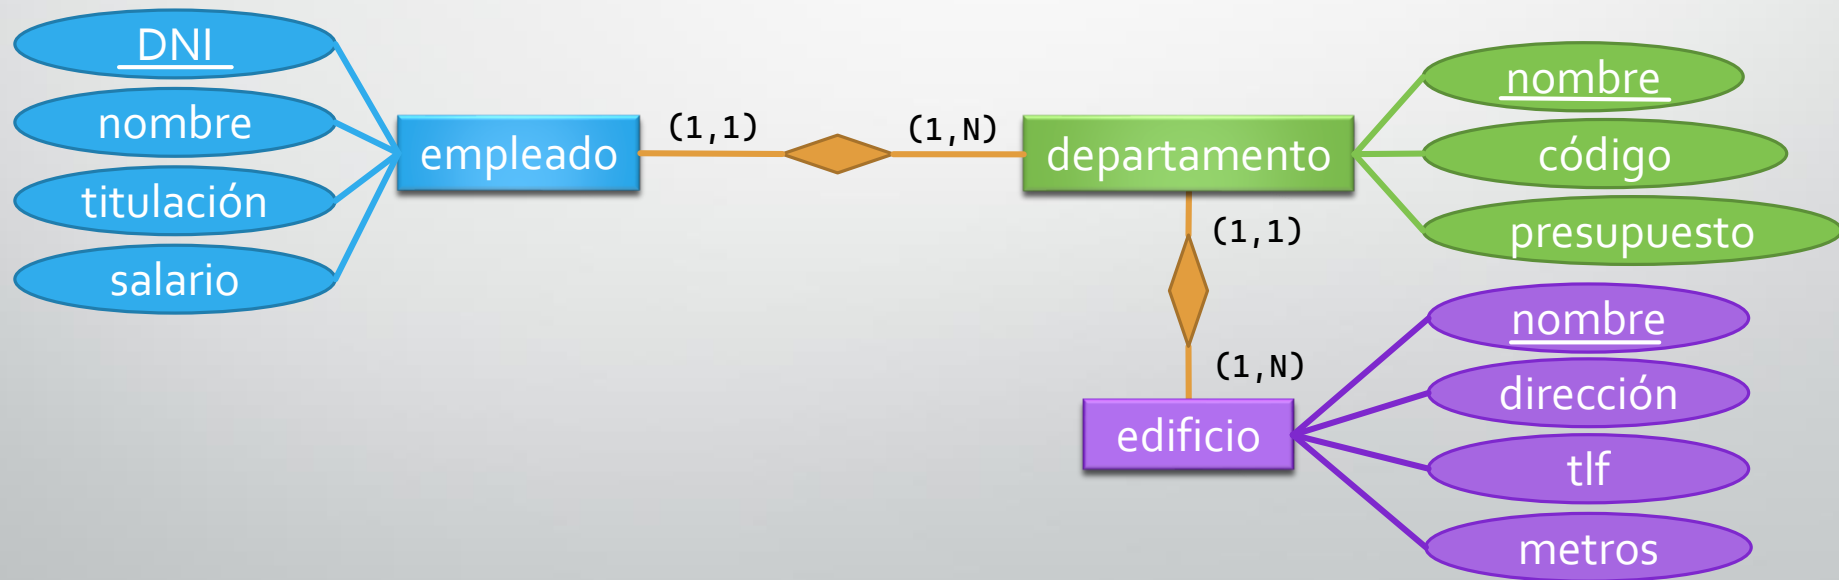 DNI
nombre
titulación
salario
empleado
(1,1)
(1,N)
departamento
nombre
código
presupuesto
(1,1)
(1,N)
edificio
nombre
dirección
tlf
metros